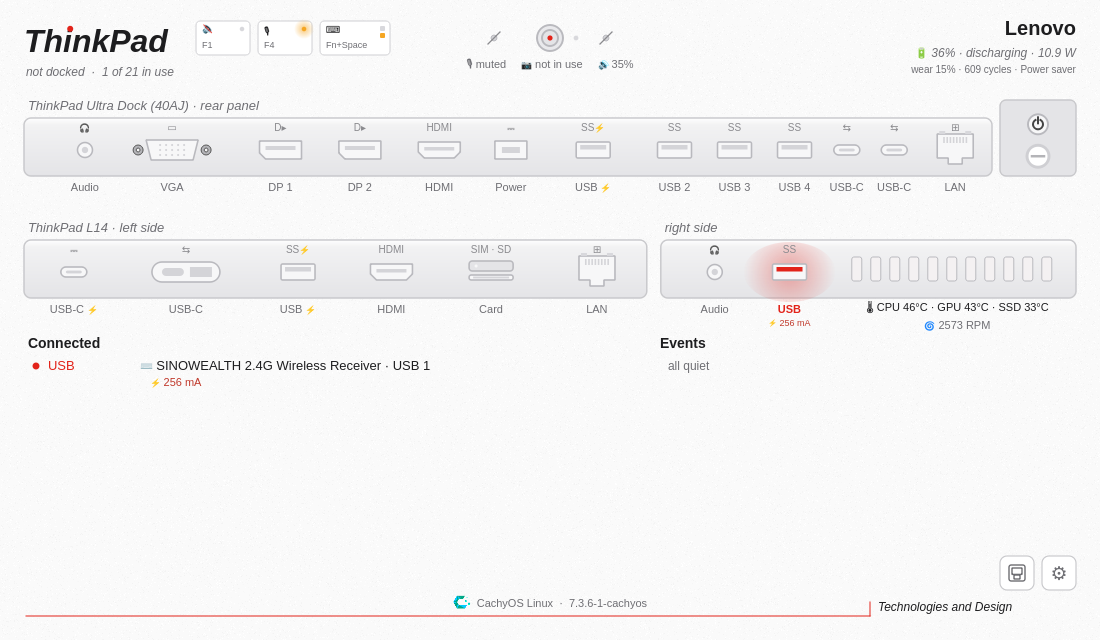 ThinkPad
F1
F4
Fn+Space
muted
not in use
35%
Lenovo
36% · discharging · 10.9 W
wear 15% · 609 cycles · Power saver
not docked · 1 of 21 in use
ThinkPad Ultra Dock (40AJ) · rear panel
D▸ D▸ HDMI SS⚡ SS SS SS
Audio VGA DP 1 DP 2 HDMI Power USB ⚡ USB 2 USB 3 USB 4 USB-C USB-C LAN
ThinkPad L14 · left side
SS⚡ HDMI SIM · SD
USB-C ⚡ USB-C USB ⚡ HDMI Card LAN
right side
SS
Audio USB
⚡ 256 mA
CPU 46°C · GPU 43°C · SSD 33°C
2573 RPM
Connected
USB SINOWEALTH 2.4G Wireless Receiver · USB 1
⚡ 256 mA
Events
all quiet
CachyOS Linux · 7.3.6-1-cachyos
Technologies and Design